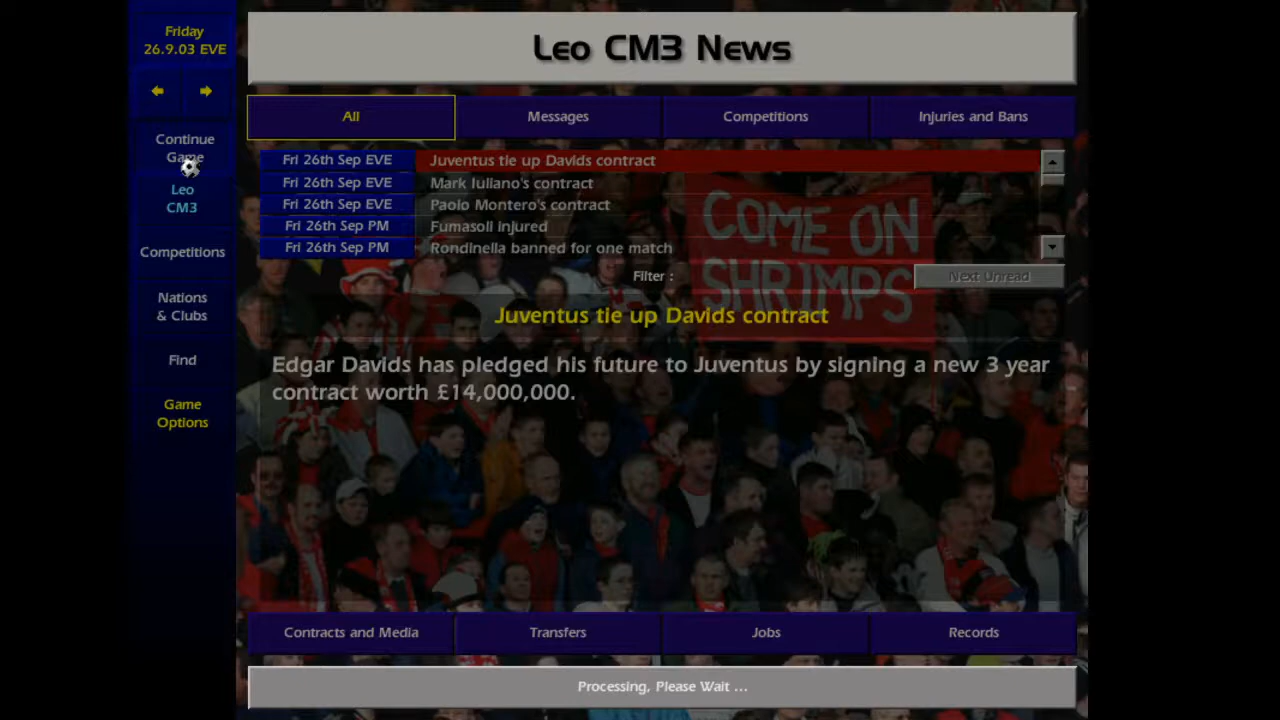 Friday
26.9.03 EVE
Continue
Game
Leo
CM3
Competitions
Nations
& Clubs
Find
Game
Options
Leo CM3 News
All
Messages
Competitions
Injuries and Bans
Fri 26th Sep EVE Juventus tie up Davids contract
Fri 26th Sep EVE Mark Iuliano's contract
Fri 26th Sep EVE Paolo Montero's contract
Fri 26th Sep PM Fumasoli injured
Fri 26th Sep PM Rondinella banned for one match
COME ON
SHRIMPS
Filter :
Next Unread
Juventus tie up Davids contract
Edgar Davids has pledged his future to Juventus by signing a new 3 year
contract worth £14,000,000.
Contracts and Media
Transfers
Jobs
Records
Processing, Please Wait ...